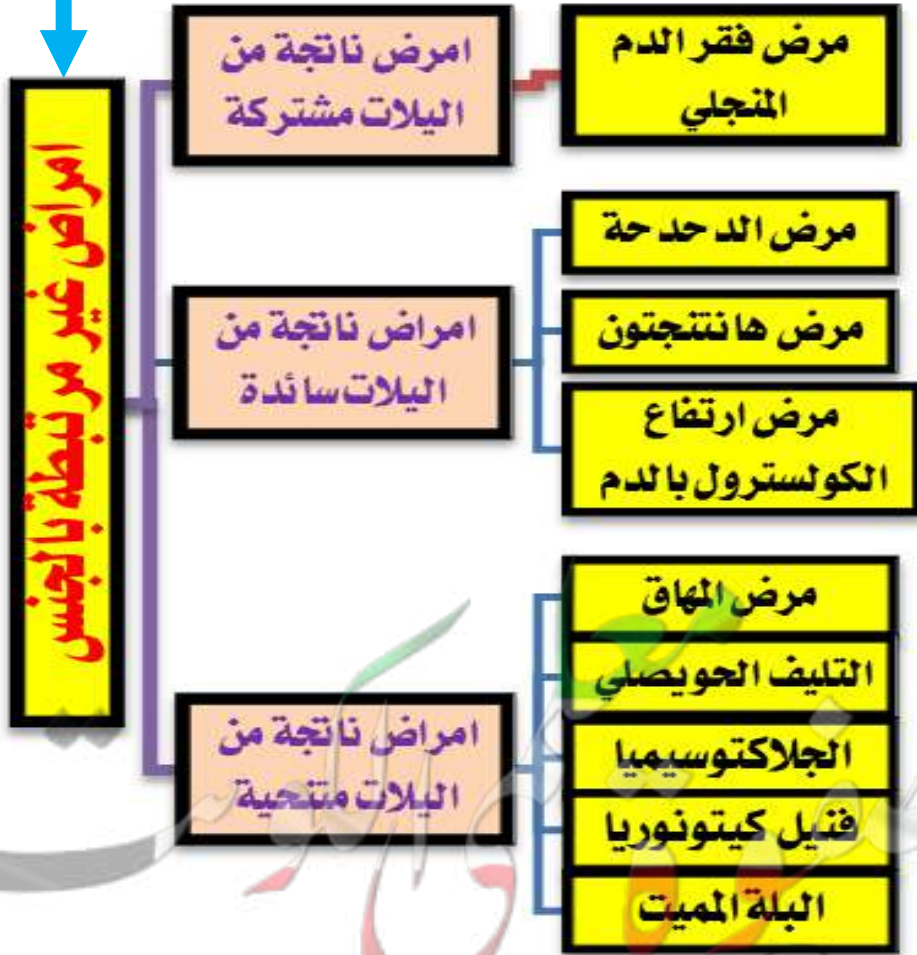 امراض غير مرتبطة بالجنس
امرض ناتجة من
اليلات مشتركة
مرض فقر الدم
المنجلي
امراض ناتجة من
اليلات سائدة
مرض الدحدحة
مرض هانتنجتون
مرض ارتفاع
الكولسترول بالدم
امراض ناتجة من
اليلات متنحية
مرض المهاق
التليف الحويصلي
الجلاكتوسيميا
فتيل كيتونوريا
البلة المميت